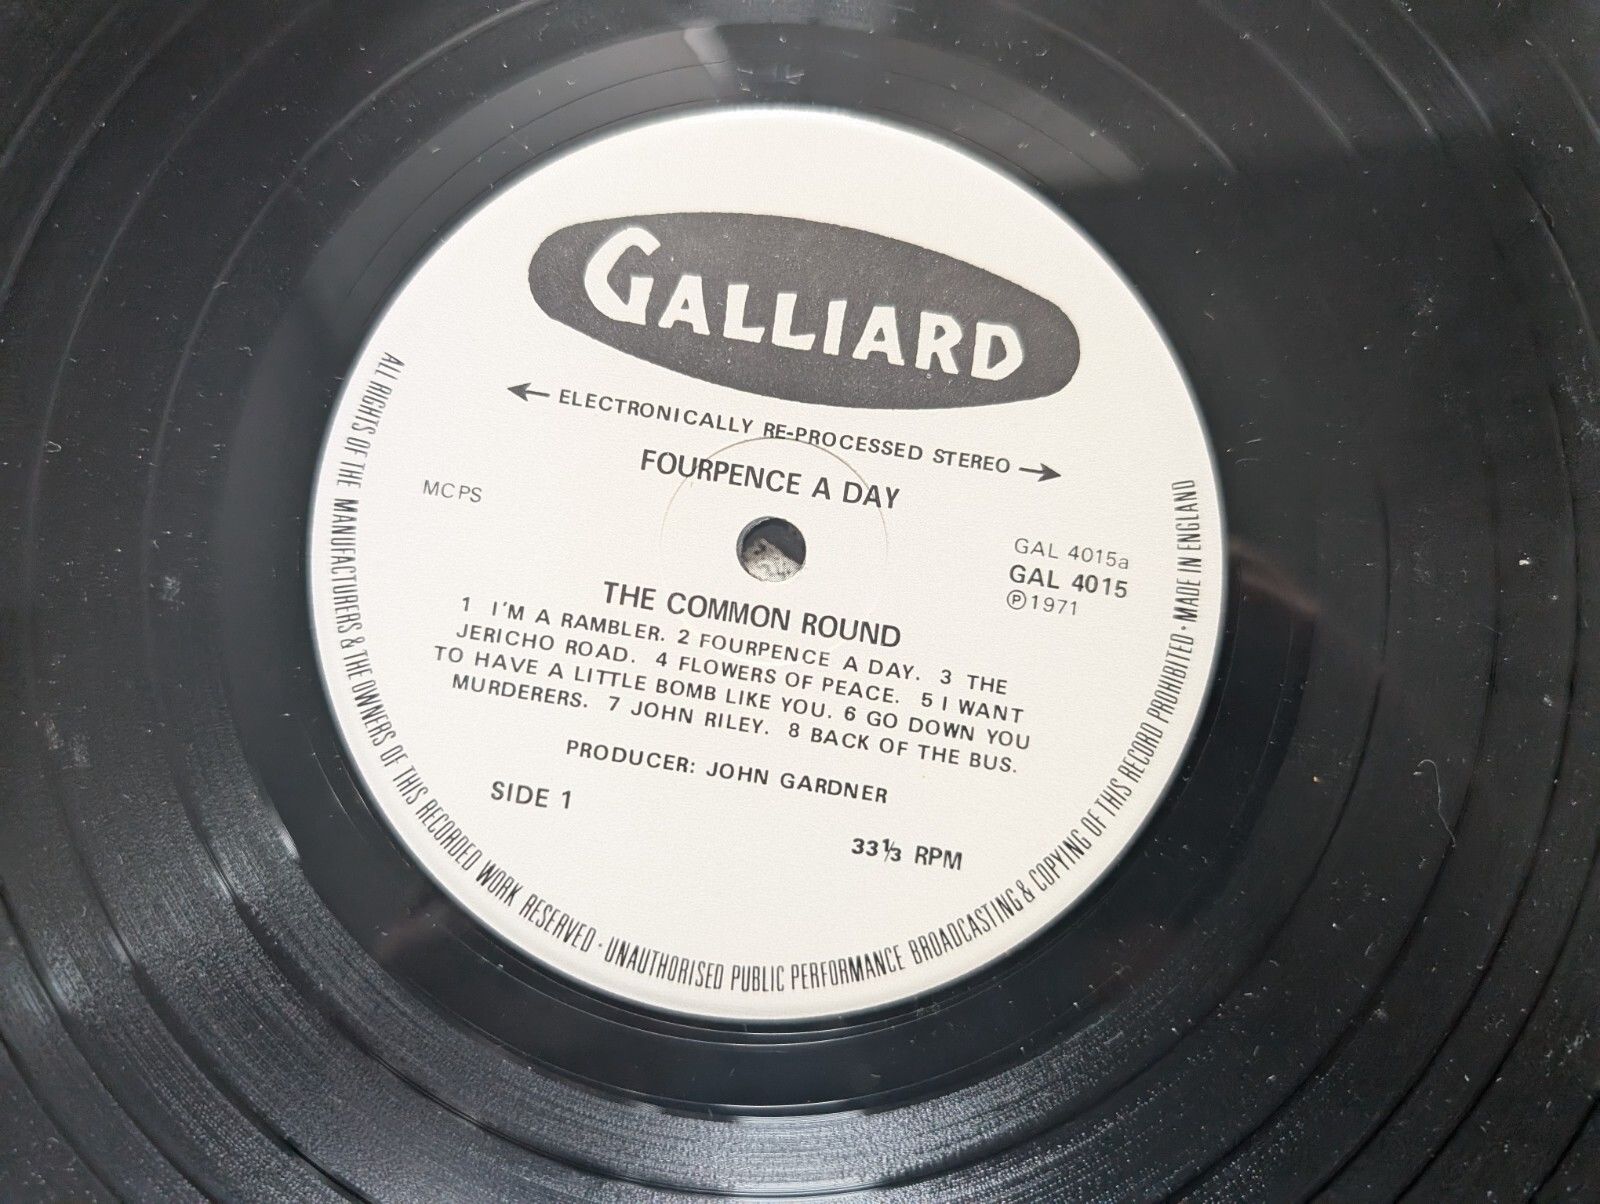 GALLIARD
← ELECTRONICALLY RE-PROCESSED STEREO →
FOURPENCE A DAY
MCPS
GAL 4015a
GAL 4015
℗1971
THE COMMON ROUND
1 I'M A RAMBLER. 2 FOURPENCE A DAY. 3 THE
JERICHO ROAD. 4 FLOWERS OF PEACE. 5 I WANT
TO HAVE A LITTLE BOMB LIKE YOU. 6 GO DOWN YOU
MURDERERS. 7 JOHN RILEY. 8 BACK OF THE BUS.
PRODUCER: JOHN GARDNER
SIDE 1
33⅓ RPM
ALL RIGHTS OF THE MANUFACTURERS & THE OWNERS OF THIS RECORDED WORK RESERVED · UNAUTHORISED PUBLIC PERFORMANCE BROADCASTING & COPYING OF THIS RECORD PROHIBITED · MADE IN ENGLAND